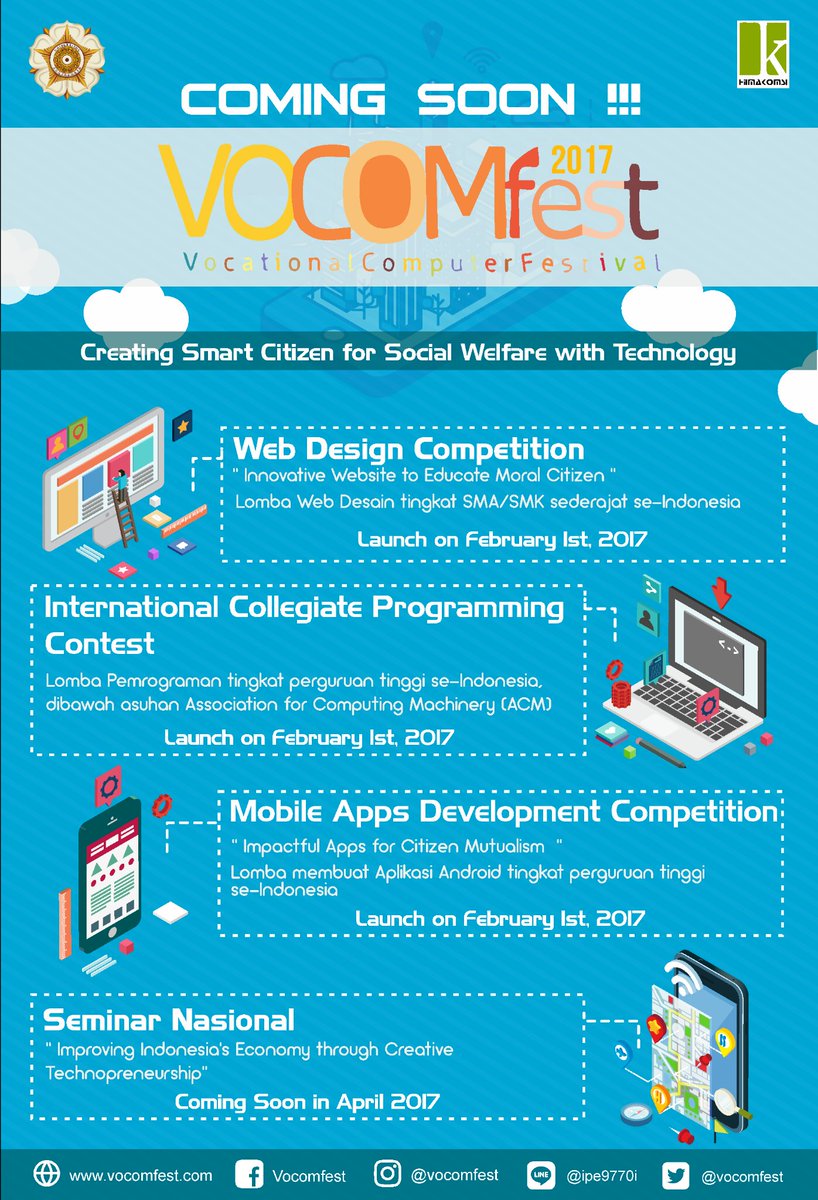 HIMAKOMSI
COMING SOON !!!
VOCOMfest 2017
VocationalComputerFestival
Creating Smart Citizen for Social Welfare with Technology
Web Design Competition
" Innovative Website to Educate Moral Citizen "
Lomba Web Desain tingkat SMA/SMK sederajat se-Indonesia
Launch on February 1st, 2017
International Collegiate Programming
Contest
Lomba Pemrograman tingkat perguruan tinggi se-Indonesia,
dibawah asuhan Association for Computing Machinery (ACM)
Launch on February 1st, 2017
Mobile Apps Development Competition
" Impactful Apps for Citizen Mutualism "
Lomba membuat Aplikasi Android tingkat perguruan tinggi
se-Indonesia
Launch on February 1st, 2017
Seminar Nasional
" Improving Indonesia's Economy through Creative
Technopreneurship"
Coming Soon in April 2017
www.vocomfest.com Vocomfest @vocomfest LINE @ipe9770i @vocomfest